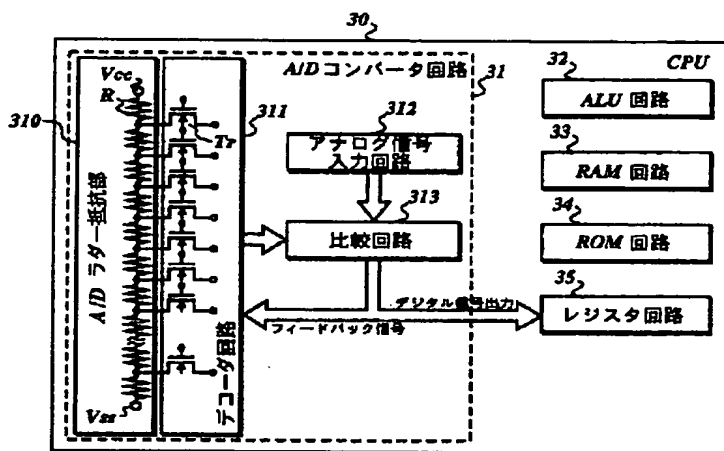 30
CPU
A/Dコンバータ回路
31
32
ALU 回路
33
RAM 回路
34
ROM 回路
35
レジスタ回路
310
Vcc
R
A/D ラダー抵抗部
Vss
311
Tr
デコーダ回路
312
アナログ信号
入力回路
313
比較回路
デジタル信号出力
フィードバック信号